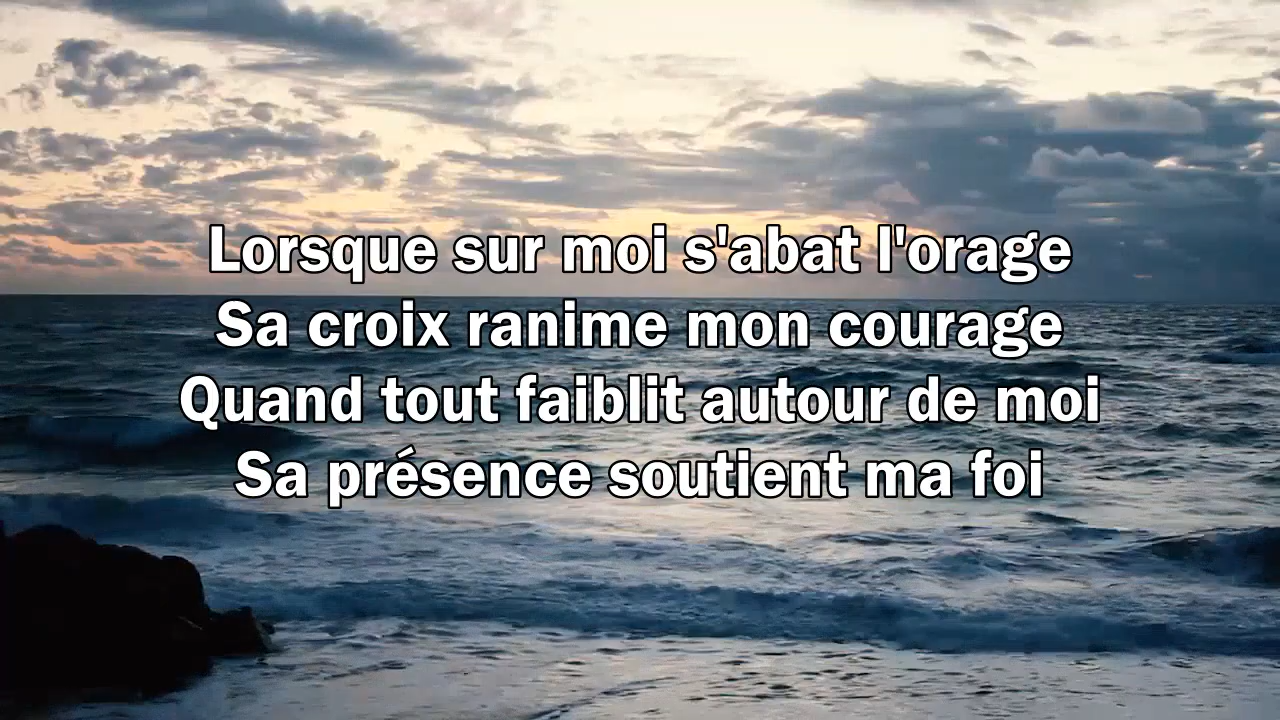 Lorsque sur moi s'abat l'orage
Sa croix ranime mon courage
Quand tout faiblit autour de moi
Sa présence soutient ma foi